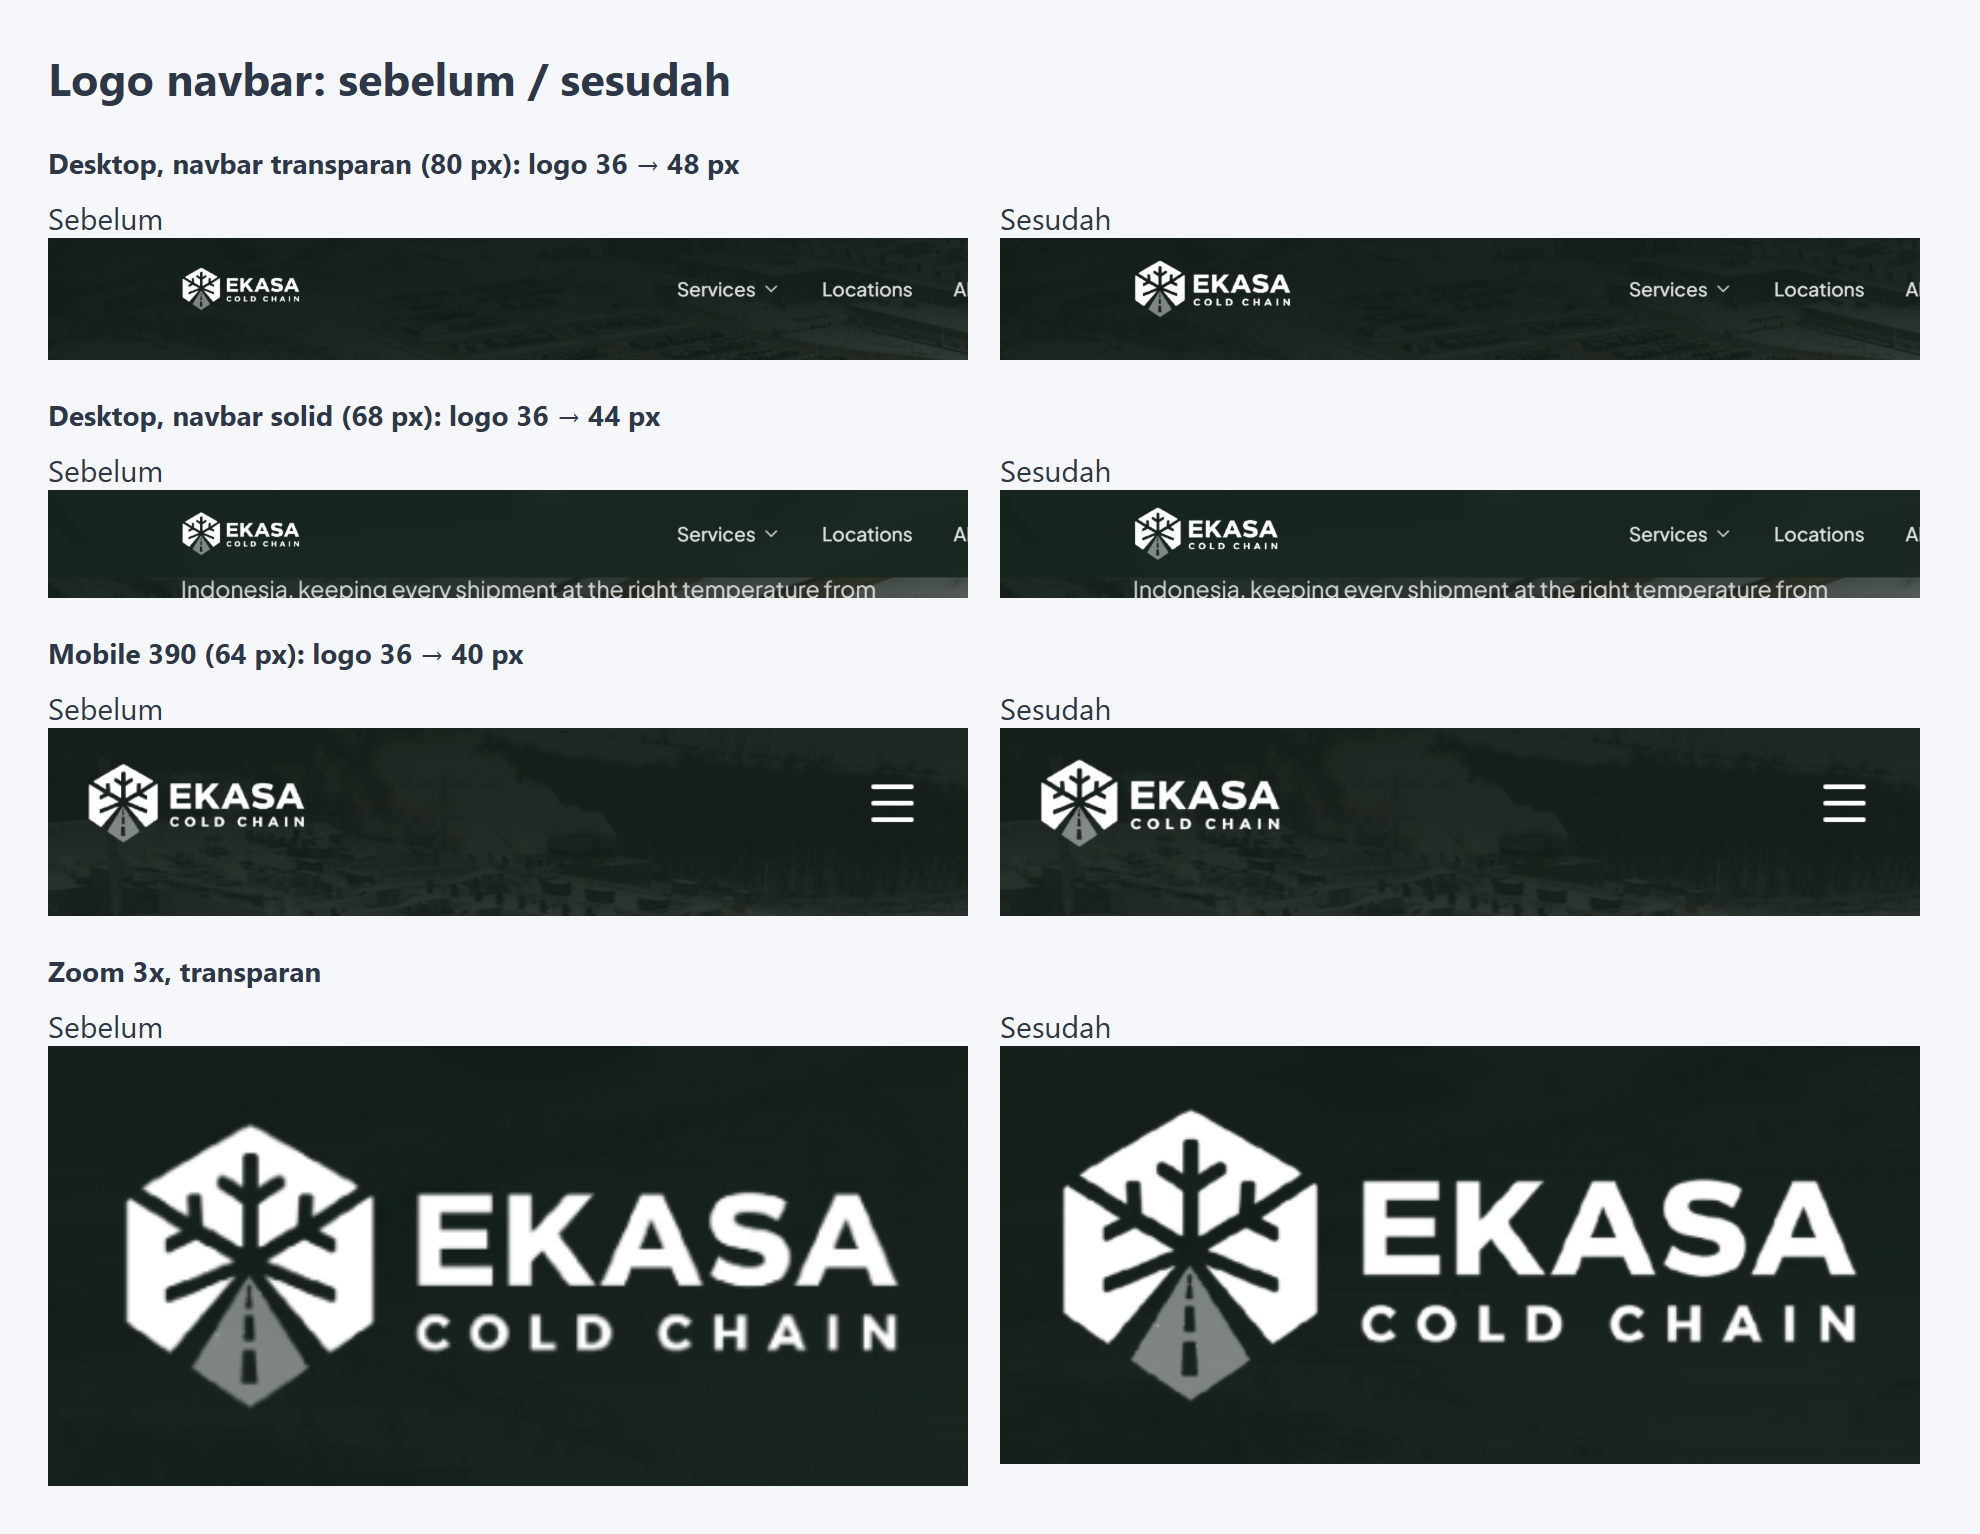 Logo navbar: sebelum / sesudah
Desktop, navbar transparan (80 px): logo 36 → 48 px
Sebelum
Sesudah
EKASA
COLD CHAIN
Services
Locations
EKASA
COLD CHAIN
Services
Locations
Desktop, navbar solid (68 px): logo 36 → 44 px
Sebelum
Sesudah
EKASA
COLD CHAIN
Services
Locations
Indonesia, keeping every shipment at the right temperature from
EKASA
COLD CHAIN
Services
Locations
Indonesia, keeping every shipment at the right temperature from
Mobile 390 (64 px): logo 36 → 40 px
Sebelum
Sesudah
EKASA
COLD CHAIN
EKASA
COLD CHAIN
Zoom 3x, transparan
Sebelum
Sesudah
EKASA
COLD CHAIN
EKASA
COLD CHAIN